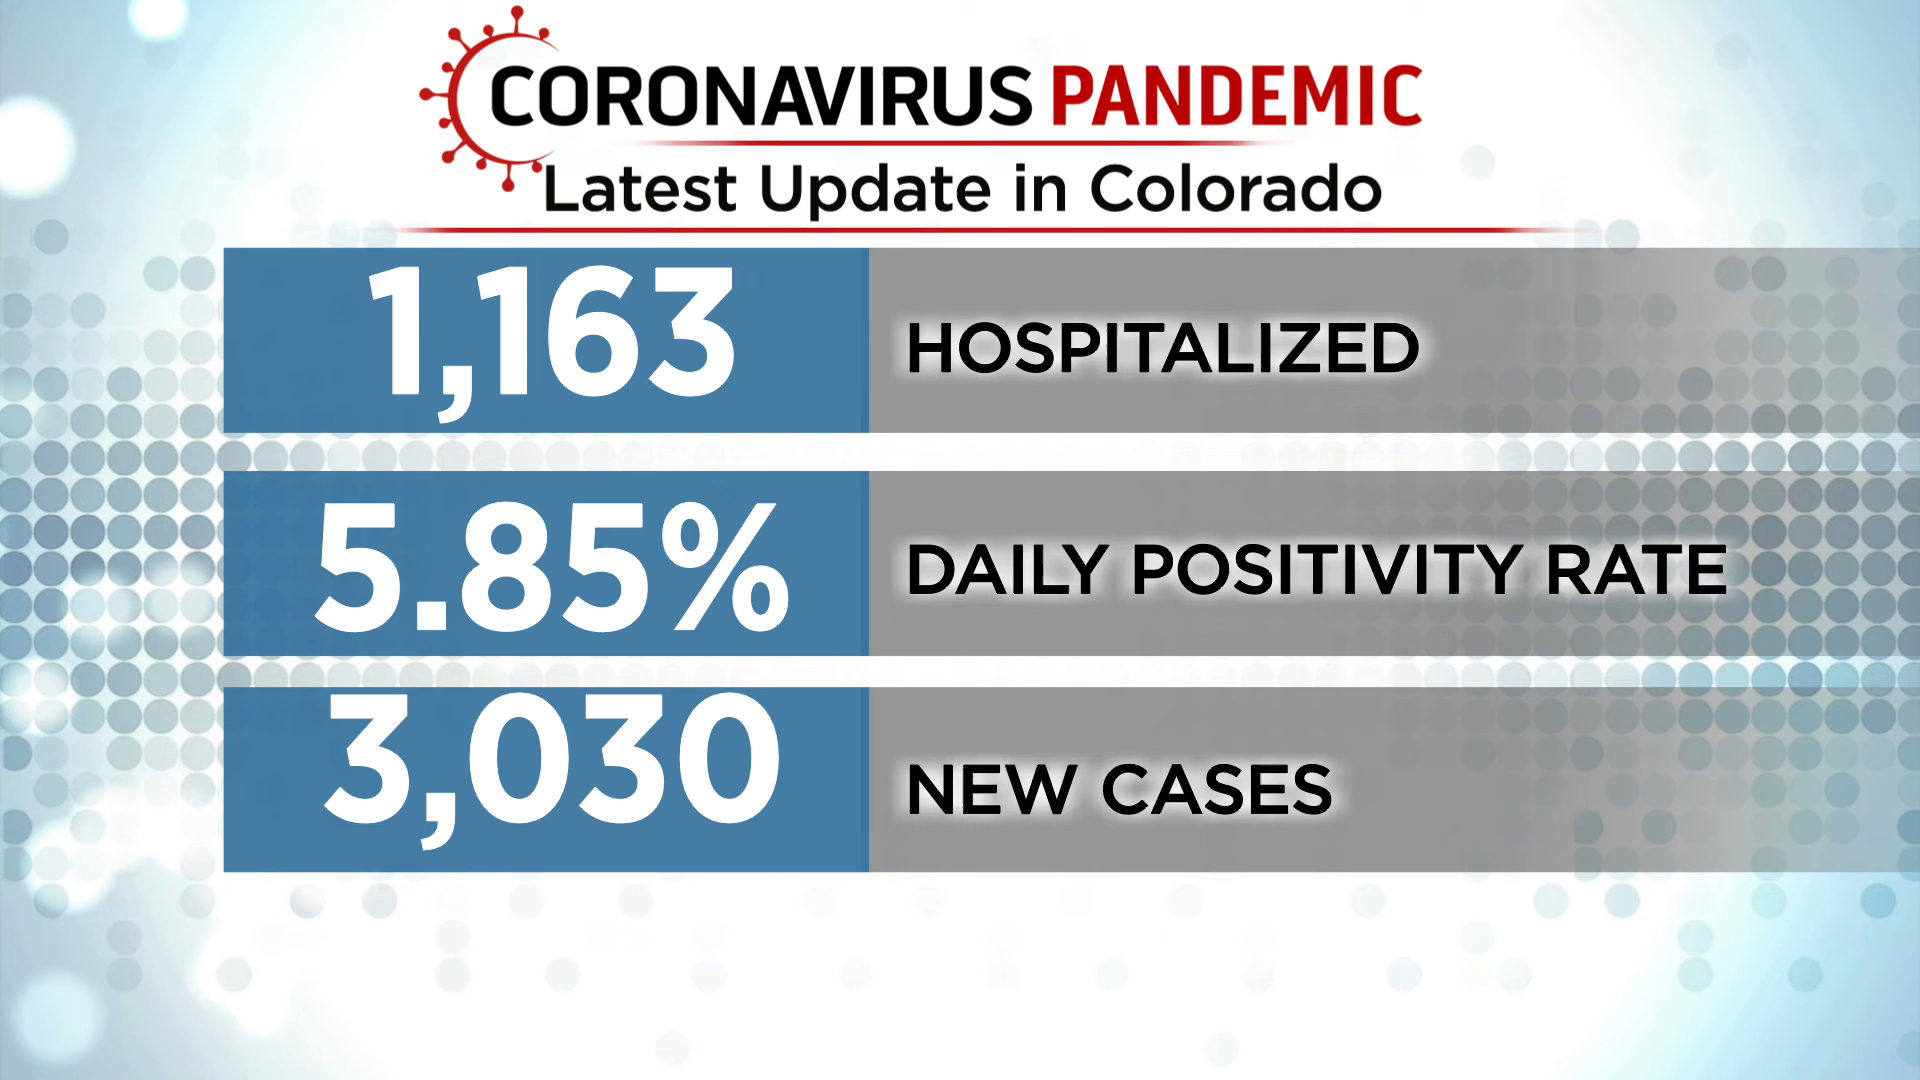 CORONAVIRUS PANDEMIC
Latest Update in Colorado
1,163 HOSPITALIZED
5.85% DAILY POSITIVITY RATE
3,030 NEW CASES